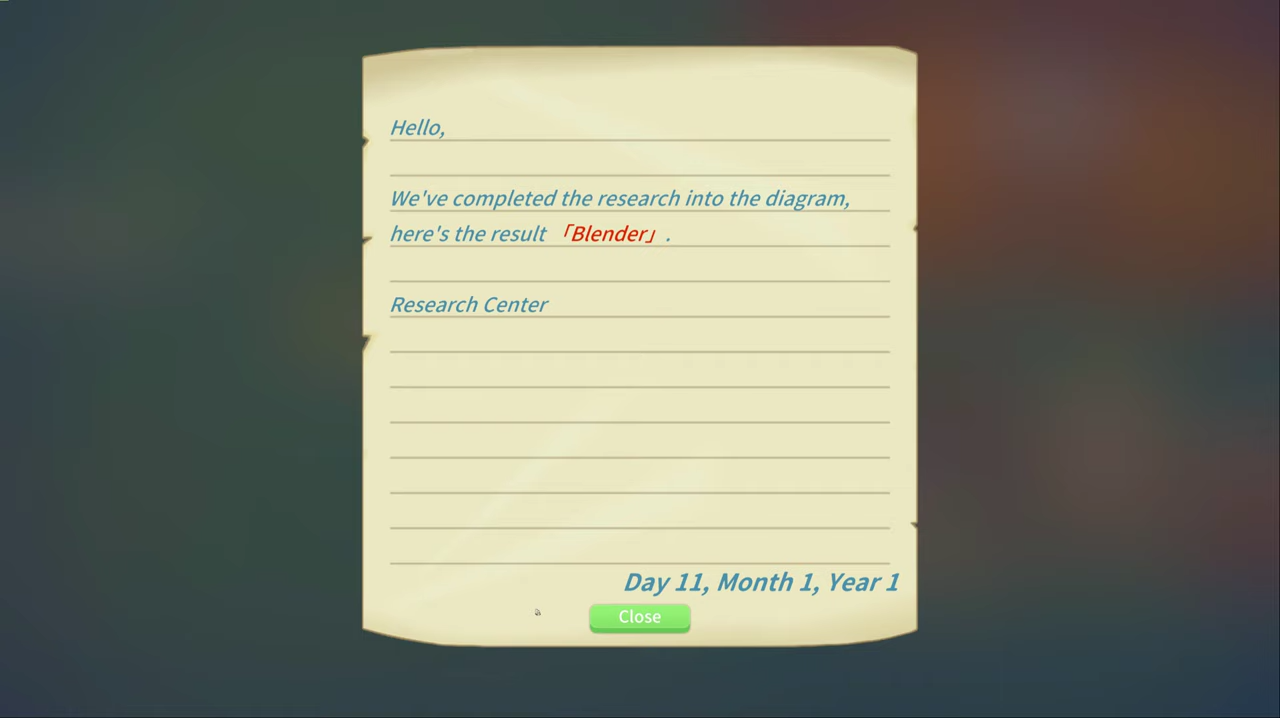 Hello,
We've completed the research into the diagram,
here's the result 「Blender」.
Research Center
Day 11, Month 1, Year 1
Close